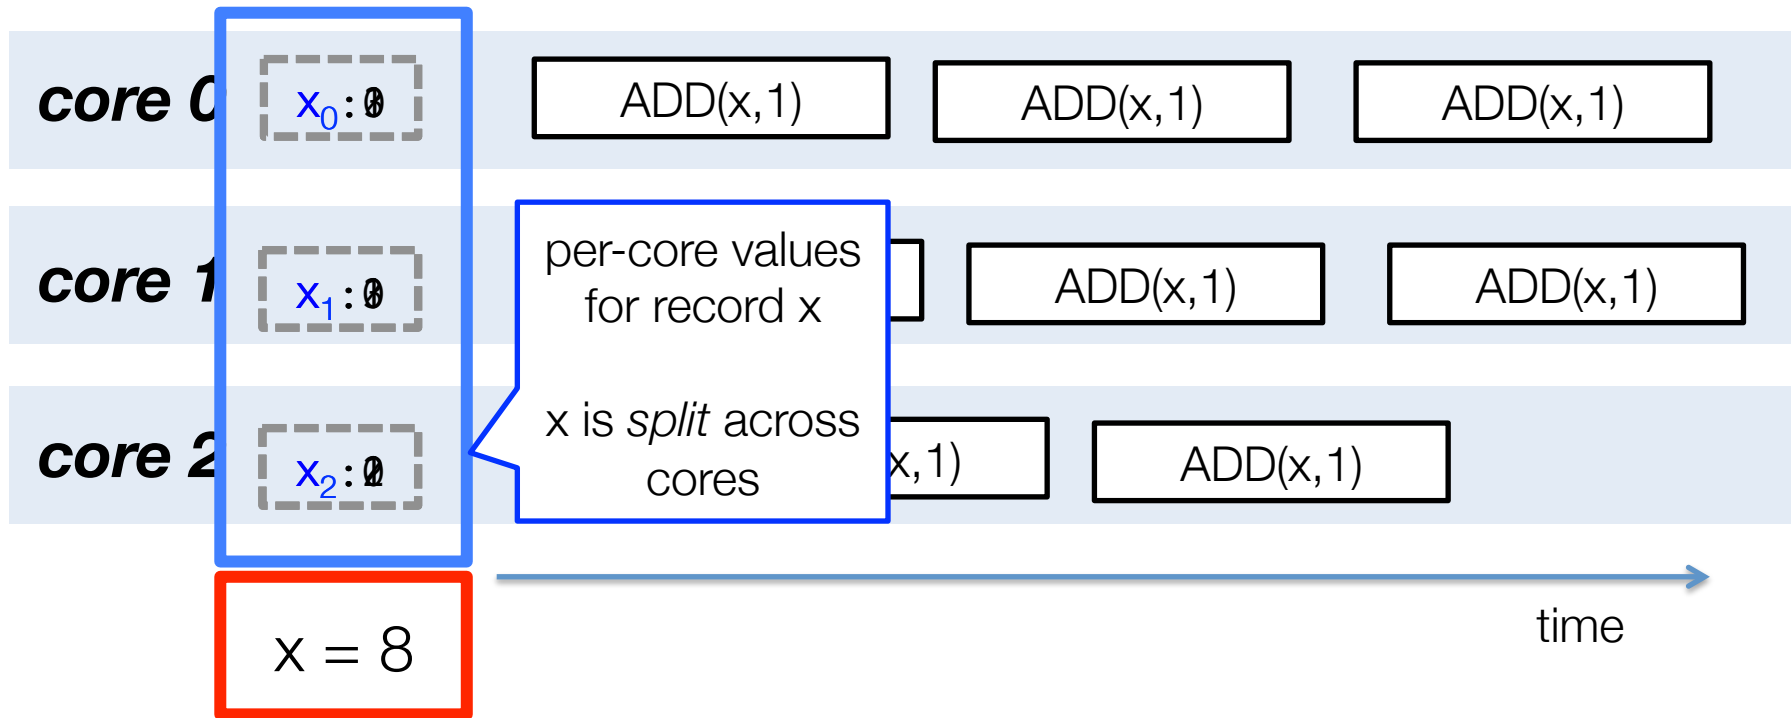 core 0
x₀:
ADD(x,1)
ADD(x,1)
ADD(x,1)
core 1
x₁:
per-core values
for record x
x is split across
cores
ADD(x,1)
ADD(x,1)
core 2
x₂:
x,1)
ADD(x,1)
time
x = 8